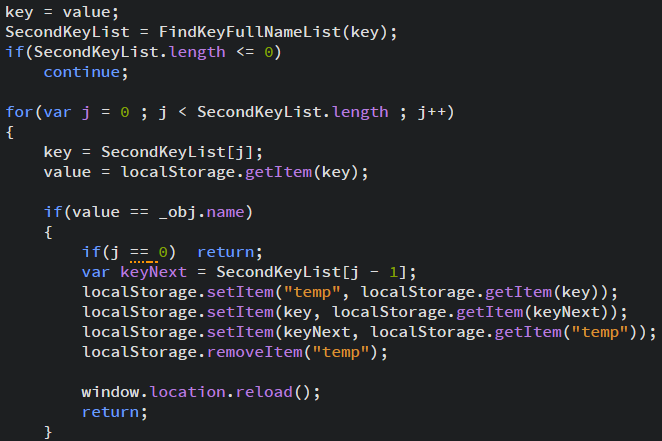 key = value;
SecondKeyList = FindKeyFullNameList(key);
if(SecondKeyList.length <= 0)
    continue;

for(var j = 0 ; j < SecondKeyList.length ; j++)
{
    key = SecondKeyList[j];
    value = localStorage.getItem(key);

    if(value == _obj.name)
    {
        if(j == 0)  return;
        var keyNext = SecondKeyList[j - 1];
        localStorage.setItem("temp", localStorage.getItem(key));
        localStorage.setItem(key, localStorage.getItem(keyNext));
        localStorage.setItem(keyNext, localStorage.getItem("temp"));
        localStorage.removeItem("temp");

        window.location.reload();
        return;
    }